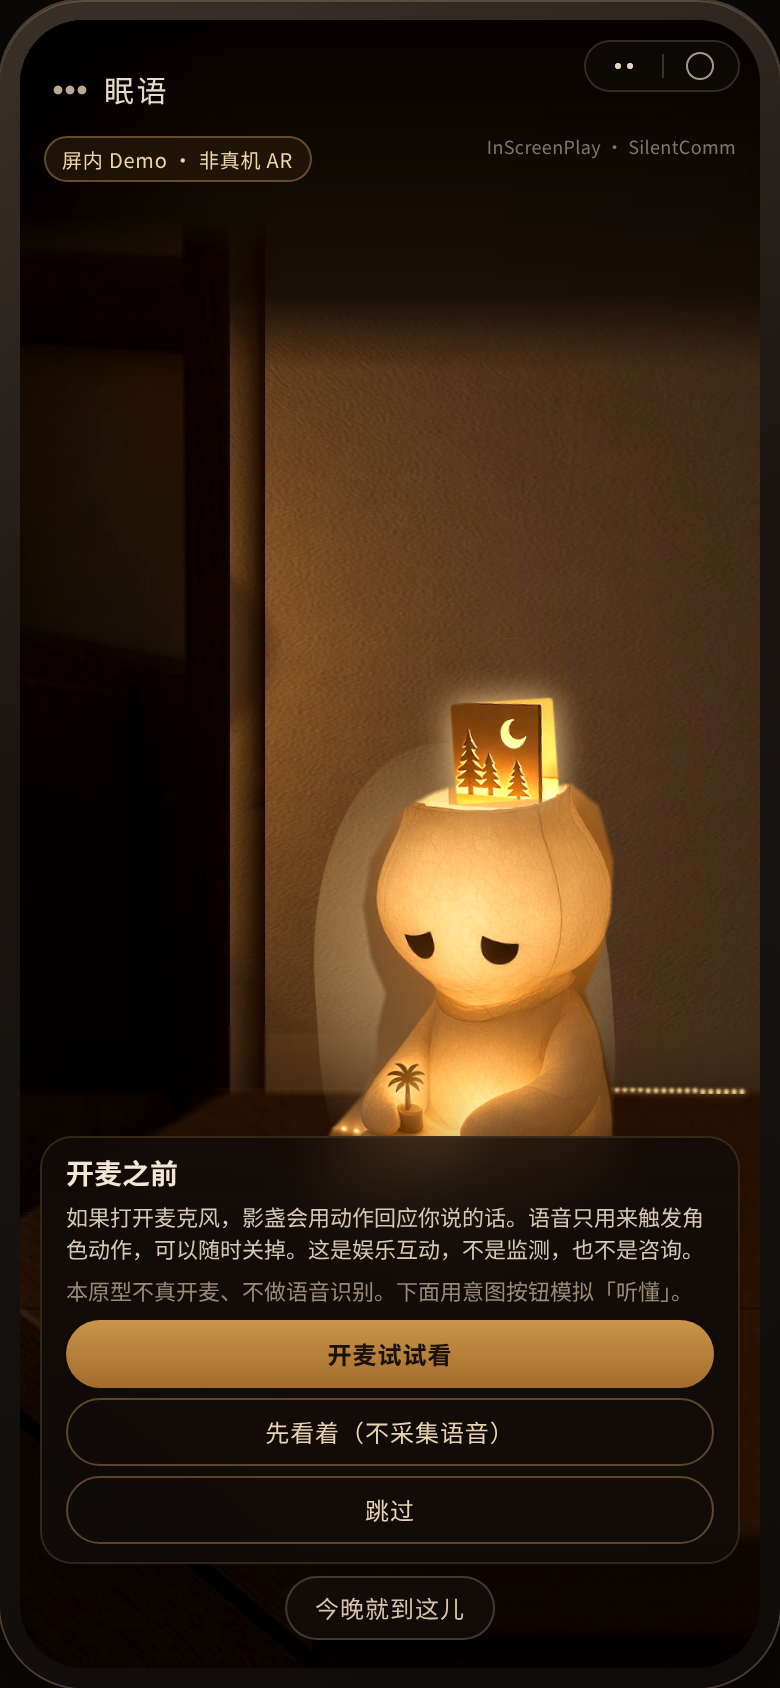 眠语
屏内 Demo · 非真机 AR
InScreenPlay · SilentComm
开麦之前
如果打开麦克风，影盏会用动作回应你说的话。语音只用来触发角
色动作，可以随时关掉。这是娱乐互动，不是监测，也不是咨询。
本原型不真开麦、不做语音识别。下面用意图按钮模拟「听懂」。
开麦试试看
先看着（不采集语音）
跳过
今晚就到这儿